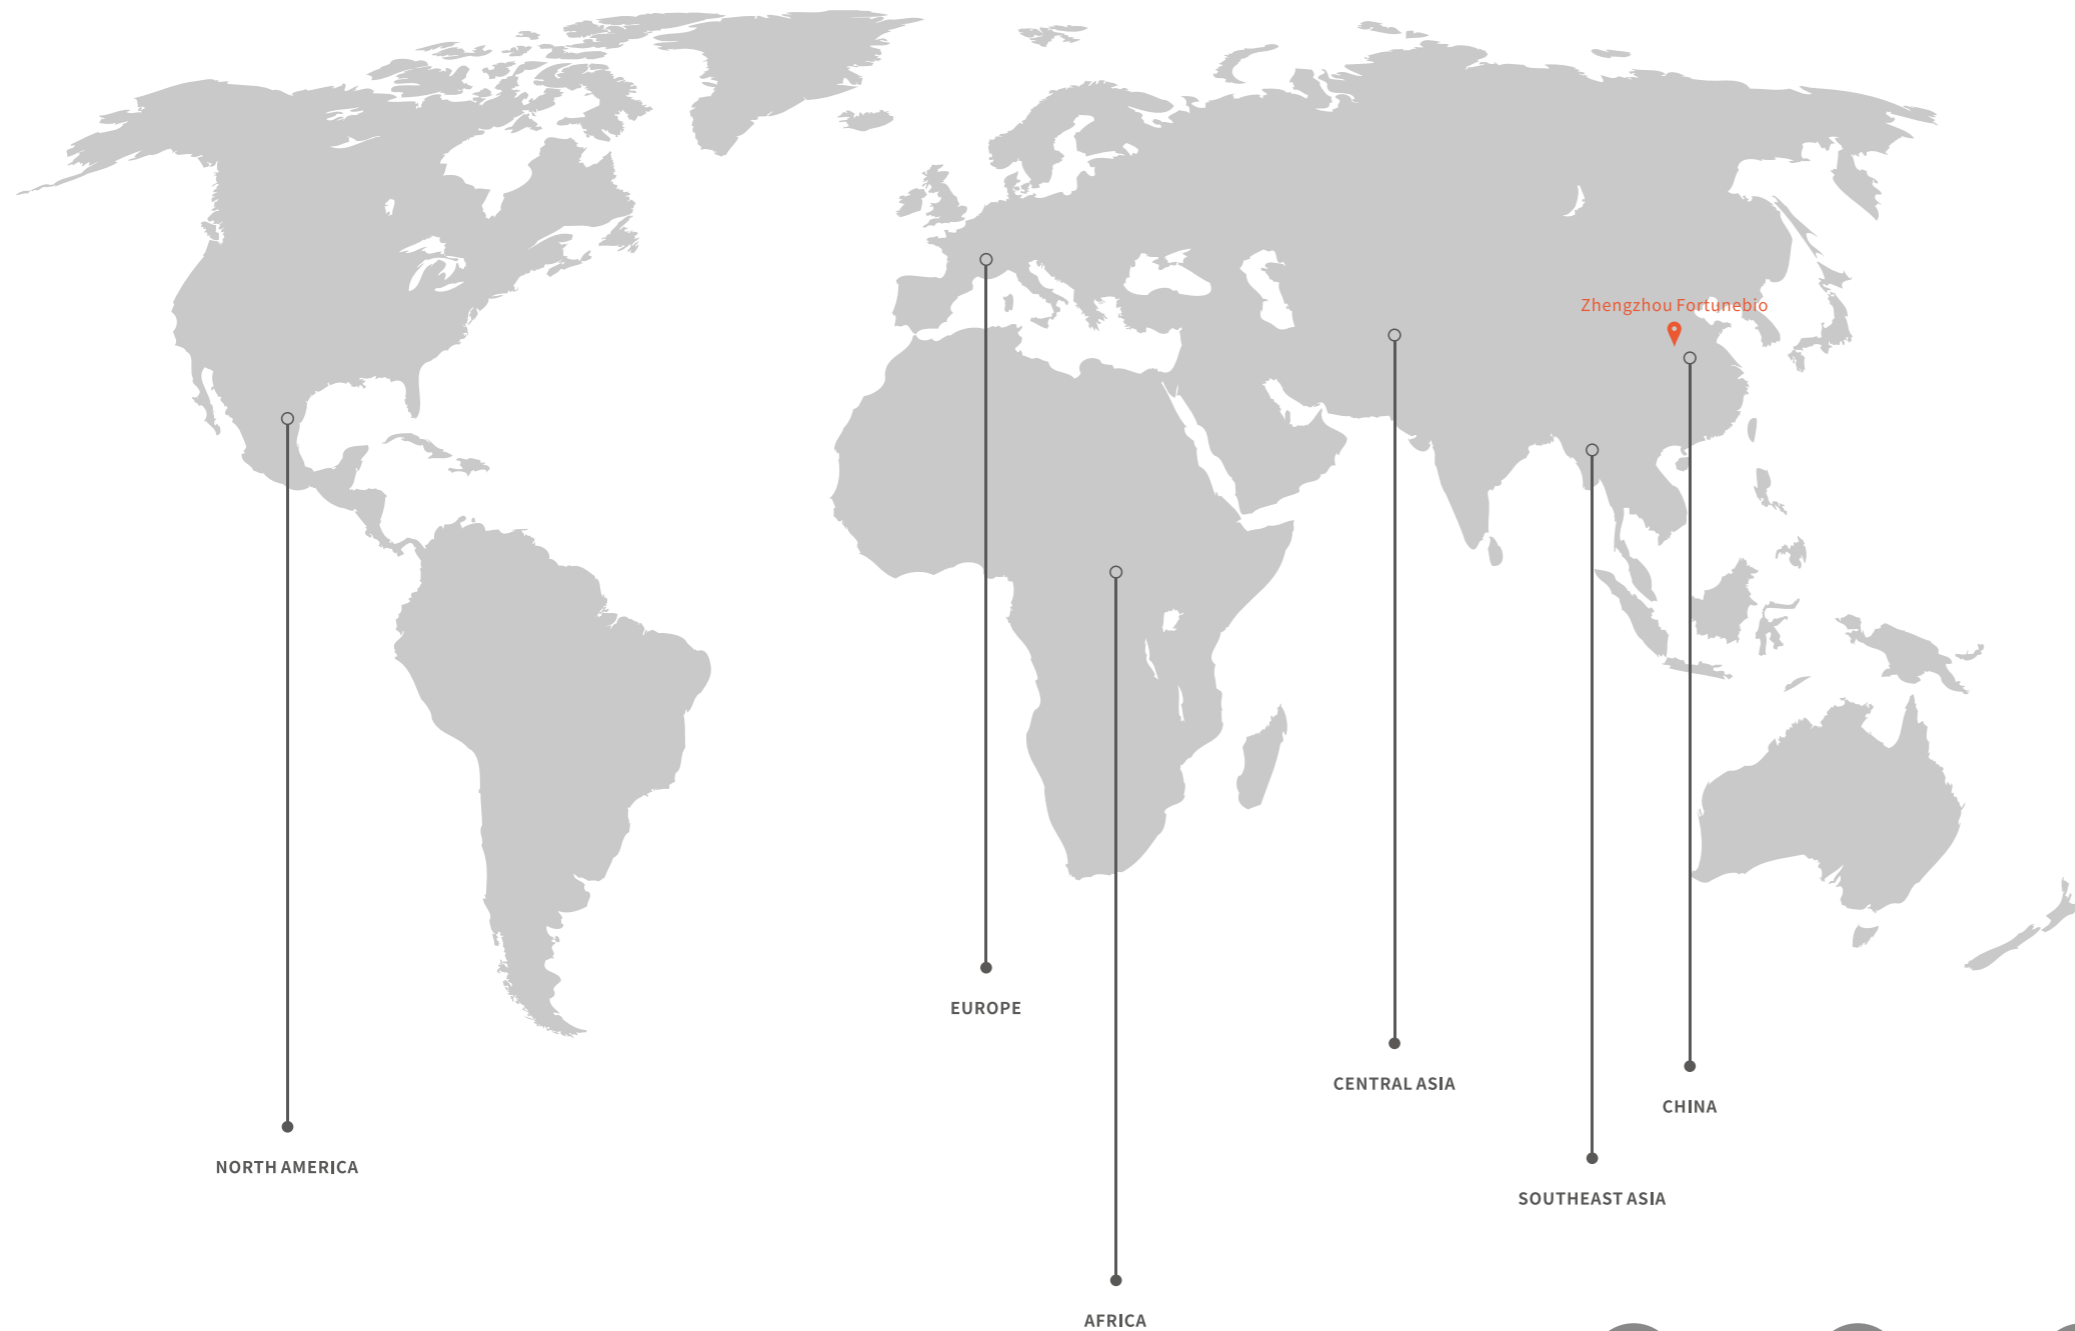 Zhengzhou Fortunebio
EUROPE
CENTRAL ASIA
CHINA
NORTH AMERICA
SOUTHEAST ASIA
AFRICA